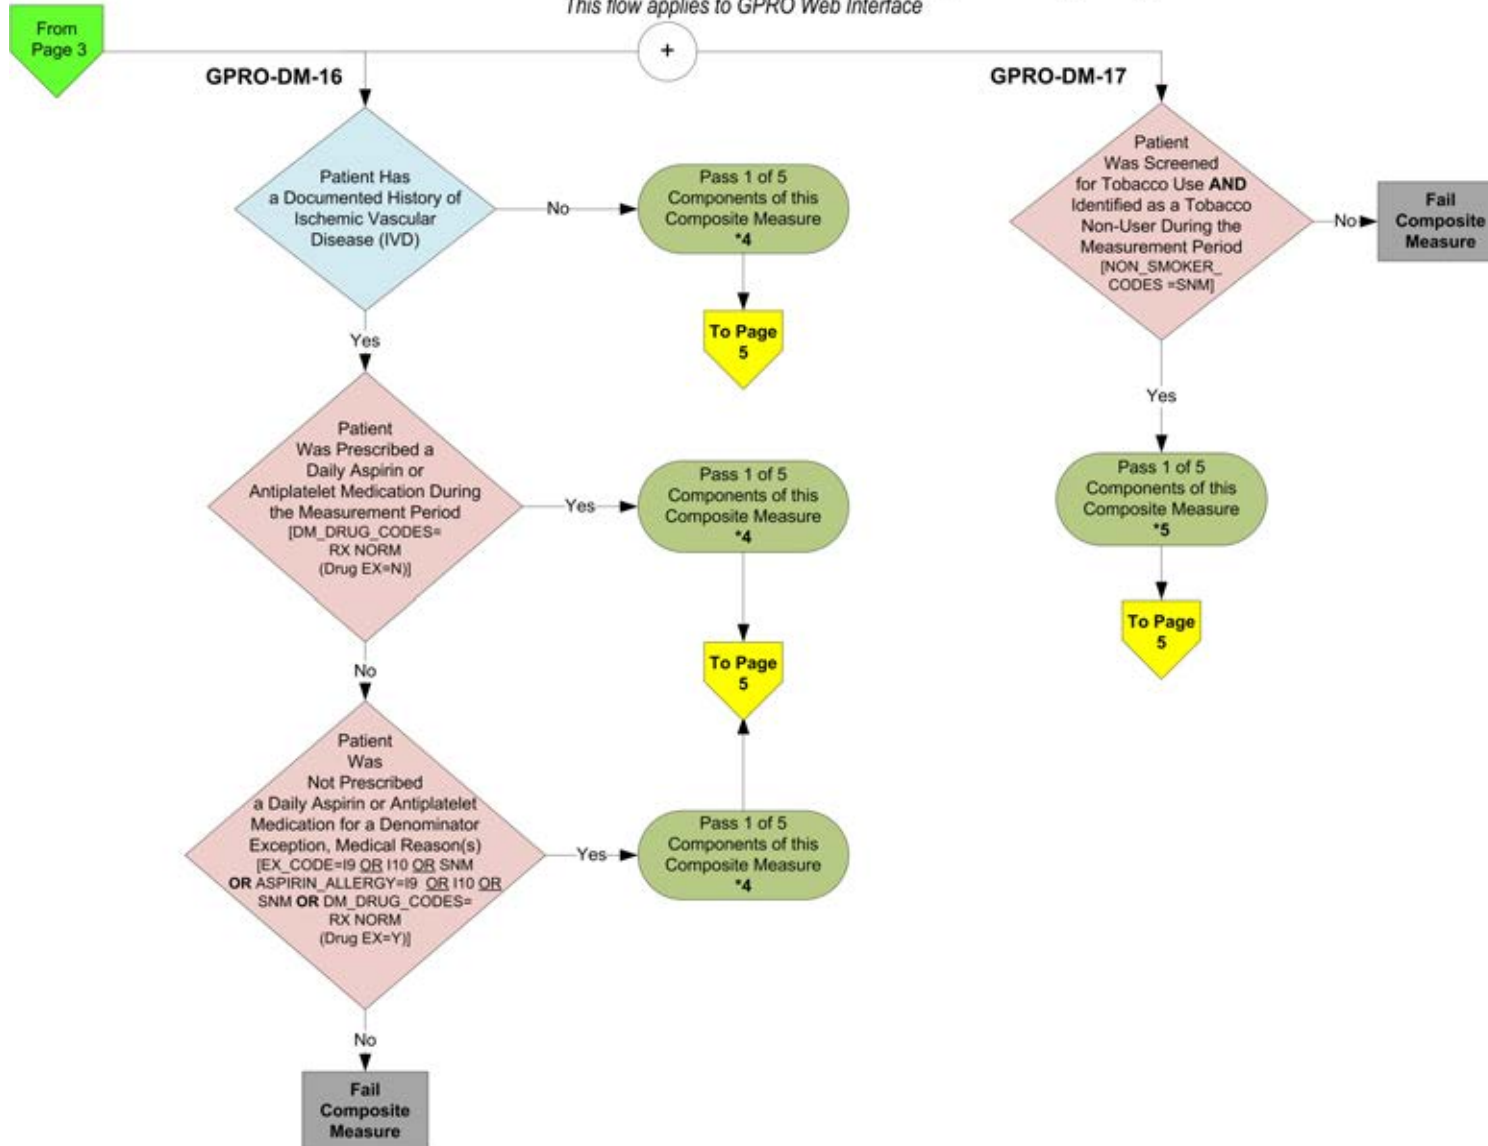 This flow applies to GPRO Web Interface
From
Page 3
+
GPRO-DM-16
GPRO-DM-17
Patient Has
a Documented History of
Ischemic Vascular
Disease (IVD)
No
Pass 1 of 5
Components of this
Composite Measure
*4
To Page
5
Yes
Patient
Was Prescribed a
Daily Aspirin or
Antiplatelet Medication During
the Measurement Period
[DM_DRUG_CODES=
RX NORM
(Drug EX=N)]
Yes
Pass 1 of 5
Components of this
Composite Measure
*4
To Page
5
No
Patient
Was
Not Prescribed
a Daily Aspirin or Antiplatelet
Medication for a Denominator
Exception, Medical Reason(s)
[EX_CODE=I9 OR I10 OR SNM
OR ASPIRIN_ALLERGY=I9 OR I10 OR
SNM OR DM_DRUG_CODES=
RX NORM
(Drug EX=Y)]
Yes
Pass 1 of 5
Components of this
Composite Measure
*4
No
Fail
Composite
Measure
Patient
Was Screened
for Tobacco Use AND
Identified as a Tobacco
Non-User During the
Measurement Period
[NON_SMOKER_
CODES =SNM]
No
Fail
Composite
Measure
Yes
Pass 1 of 5
Components of this
Composite Measure
*5
To Page
5